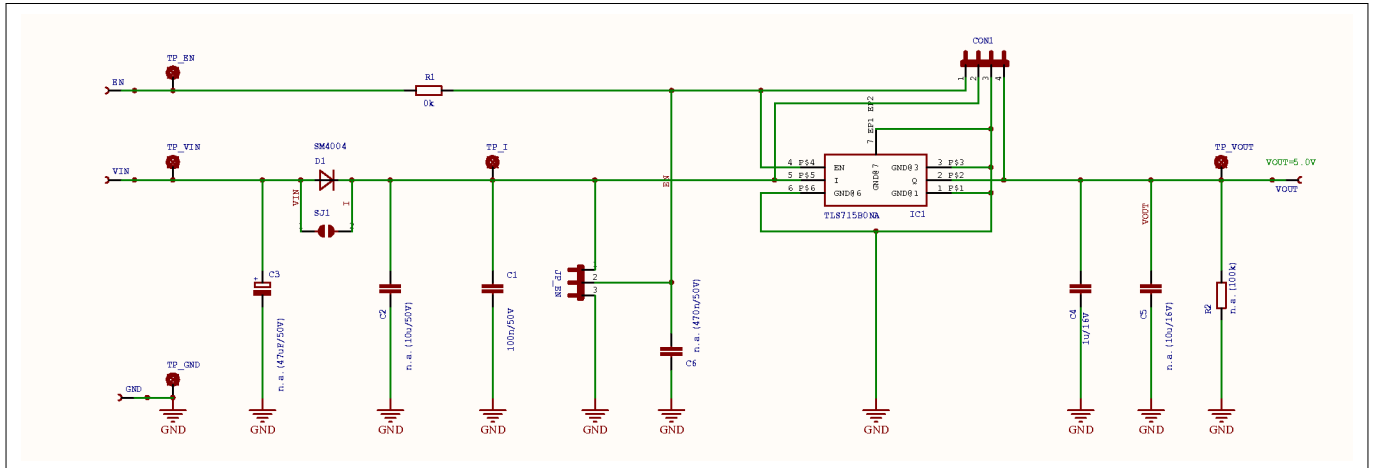 CON1
TP_EN
EN
R1
0k
1
2
3
4
EP2
EP1
7
TP_VIN
SM4004
D1
TP_I
TP_VOUT
VOUT=5.0V
VIN
4 P$4
EN
GND@3
3 P$3
5 P$5
I
GND@7
Q
2 P$2
6 P$6
GND@6
GND@1
1 P$1
VOUT
EN
VIN
I
SJ1
1
2
TLS715B0NA
IC1
VOUT
C3
+
n.a.(47uF/50V)
C2
n.a.(10u/50V)
C1
100n/50V
JP_EN
1
2
3
n.a.(470n/50V)
C6
C4
1u/16V
C5
n.a.(10u/16V)
R2
n.a.(100k)
TP_GND
GND
GND
GND
GND
GND
GND
GND
GND
GND
GND
GND